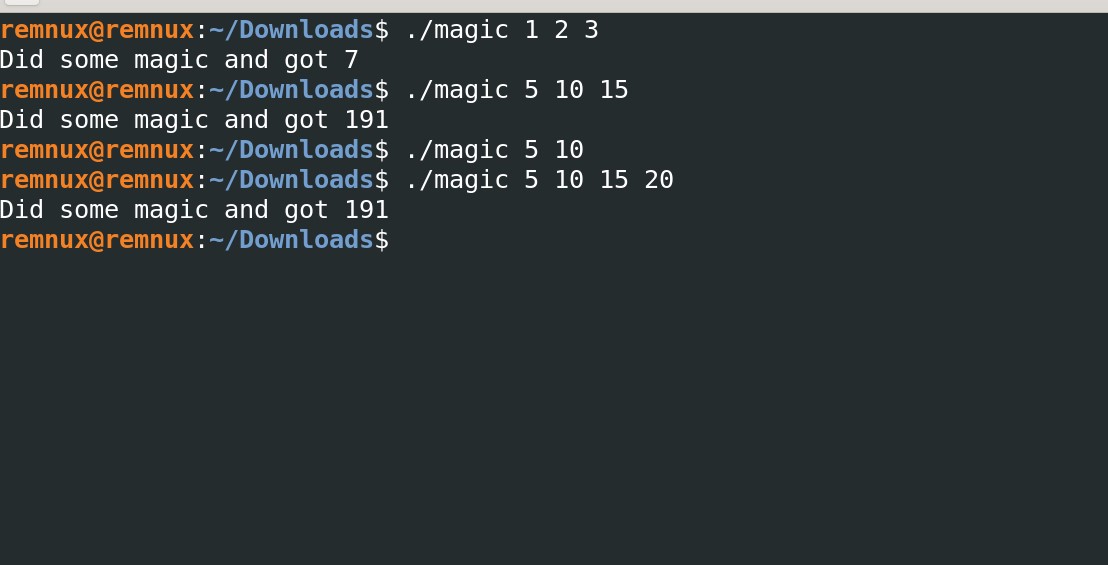 remnux@remnux:~/Downloads$ ./magic 1 2 3
Did some magic and got 7
remnux@remnux:~/Downloads$ ./magic 5 10 15
Did some magic and got 191
remnux@remnux:~/Downloads$ ./magic 5 10
remnux@remnux:~/Downloads$ ./magic 5 10 15 20
Did some magic and got 191
remnux@remnux:~/Downloads$